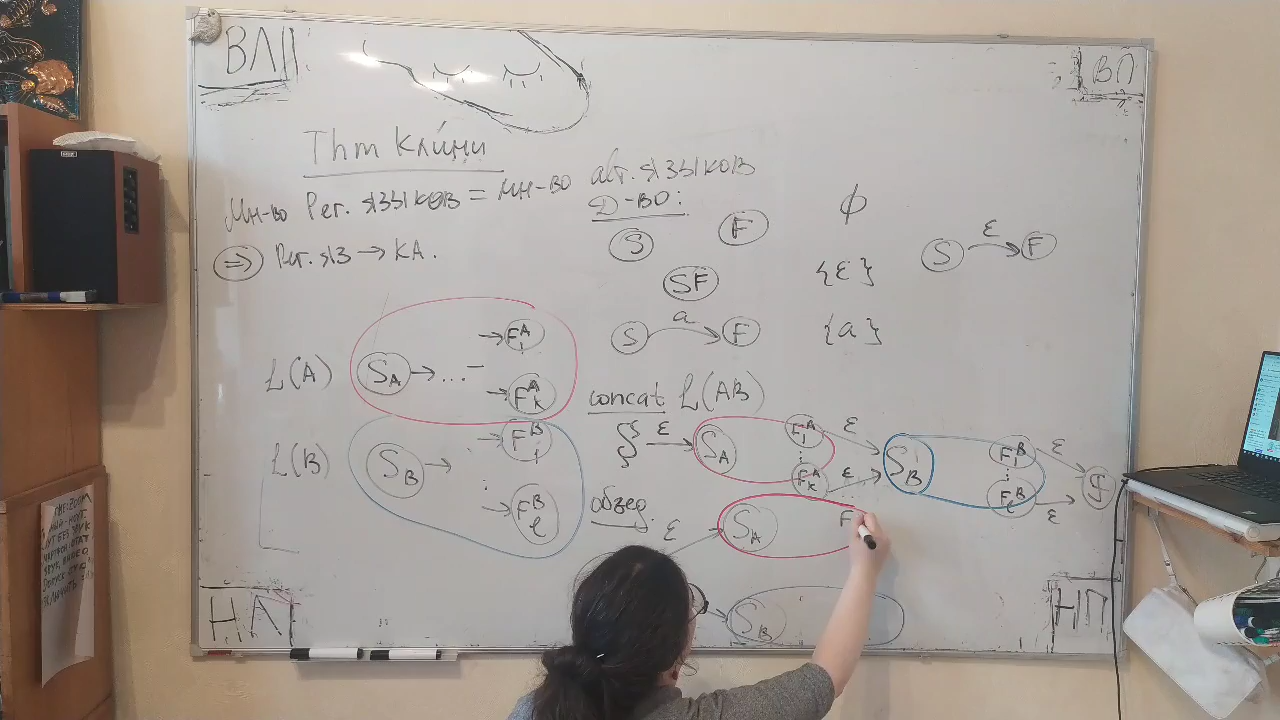 ВЛП
ВП
Thm Клини
Мн-во Рег. языков = мн-во авт. языков
Д-во:
⇒ Рег. яз → КА.
S F ∅
SF {ε}
S ε F
S a F {a}
L(A) S_A → ... F_1^A
→ F_k^A
L(B) S_B → F_1^B
→ F_ℓ^B
concat L(AB)
ε → S_A F_1^A ε S_B F_1^B ε
F_k^A ε F_ℓ^B ε
объед.
ε S_A F
S_B
НЛ
НП